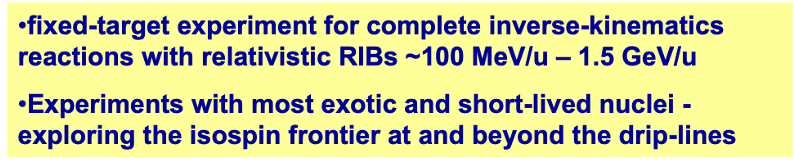 •fixed-target experiment for complete inverse-kinematics
reactions with relativistic RIBs ~100 MeV/u – 1.5 GeV/u
•Experiments with most exotic and short-lived nuclei -
exploring the isospin frontier at and beyond the drip-lines